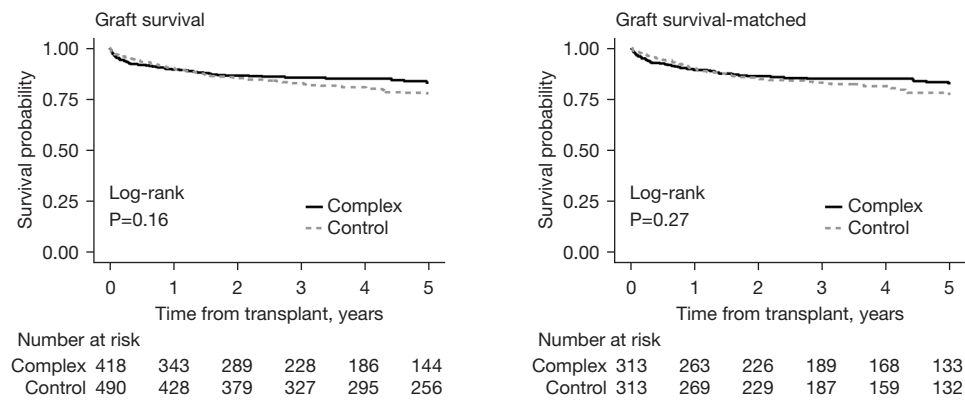 Graft survival
1.00
0.75
0.50
0.25
0.00
Survival probability
Log-rank
P=0.16
Complex
Control
0 1 2 3 4 5
Time from transplant, years
Number at risk
Complex 418 343 289 228 186 144
Control 490 428 379 327 295 256
Graft survival-matched
1.00
0.75
0.50
0.25
0.00
Survival probability
Log-rank
P=0.27
Complex
Control
0 1 2 3 4 5
Time from transplant, years
Number at risk
Complex 313 263 226 189 168 133
Control 313 269 229 187 159 132